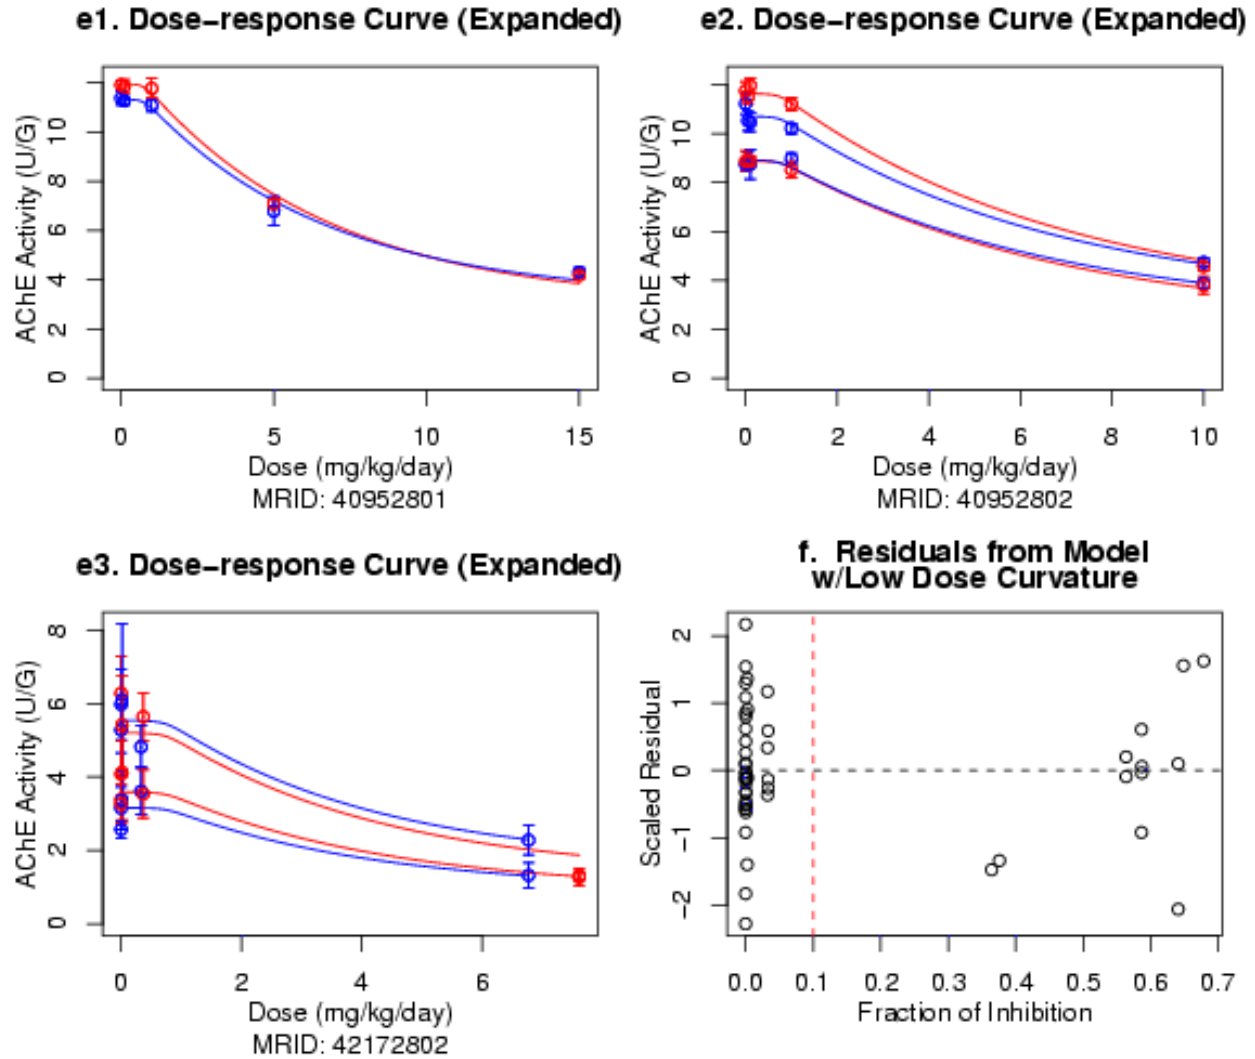 e1. Dose-response Curve (Expanded)
AChE Activity (U/G)
0 2 4 6 8 10
0 5 10 15
Dose (mg/kg/day)
MRID: 40952801
e2. Dose-response Curve (Expanded)
AChE Activity (U/G)
0 2 4 6 8 10
0 2 4 6 8 10
Dose (mg/kg/day)
MRID: 40952802
e3. Dose-response Curve (Expanded)
AChE Activity (U/G)
0 2 4 6 8
0 2 4 6
Dose (mg/kg/day)
MRID: 42172802
f. Residuals from Model
w/Low Dose Curvature
Scaled Residual
-2 -1 0 1 2
0.0 0.1 0.2 0.3 0.4 0.5 0.6 0.7
Fraction of Inhibition